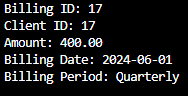 Billing ID: 17
Client ID: 17
Amount: 400.00
Billing Date: 2024-06-01
Billing Period: Quarterly